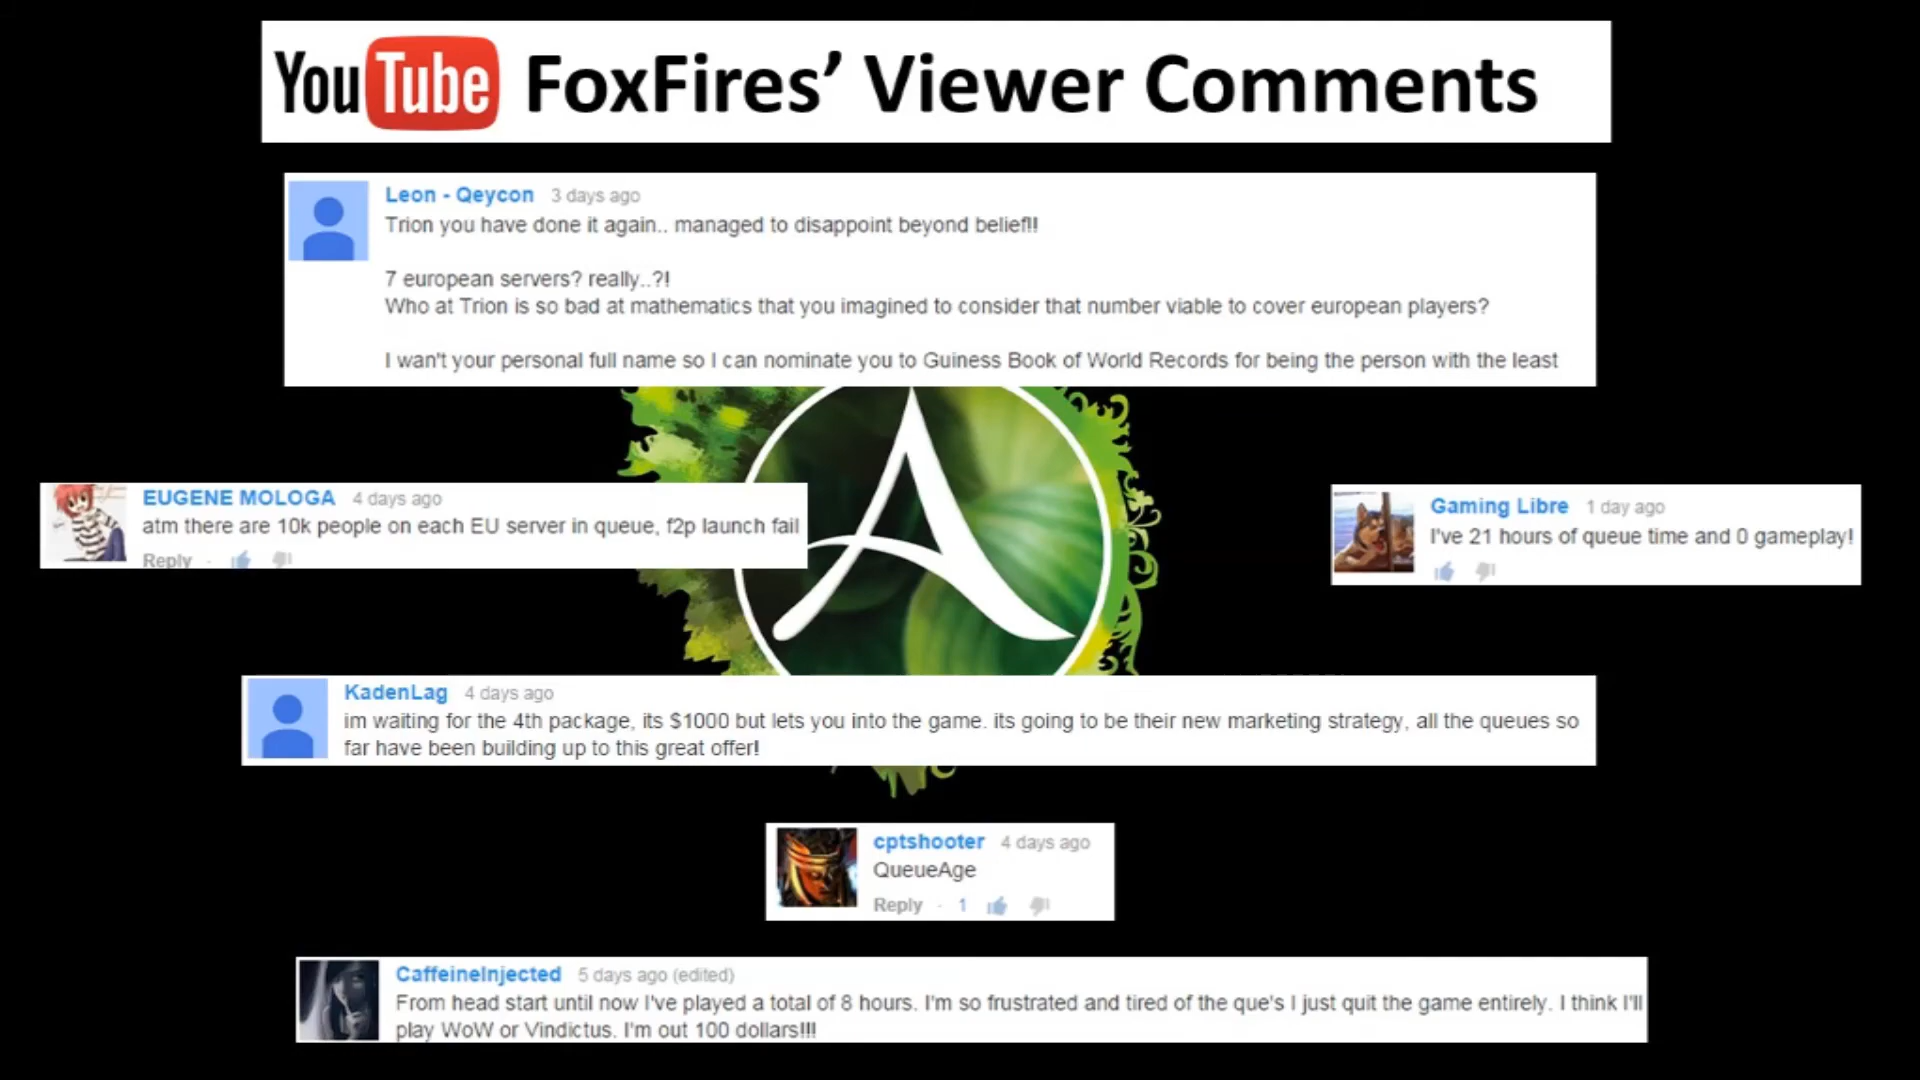 YouTube FoxFires’ Viewer Comments
Leon - Qeycon 3 days ago
Trion you have done it again.. managed to disappoint beyond belief!!
7 european servers? really..?!
Who at Trion is so bad at mathematics that you imagined to consider that number viable to cover european players?
I wan't your personal full name so I can nominate you to Guiness Book of World Records for being the person with the least
EUGENE MOLOGA 4 days ago
atm there are 10k people on each EU server in queue, f2p launch fail
Reply ·
Gaming Libre 1 day ago
I've 21 hours of queue time and 0 gameplay!
KadenLag 4 days ago
im waiting for the 4th package, its $1000 but lets you into the game. its going to be their new marketing strategy, all the queues so
far have been building up to this great offer!
cptshooter 4 days ago
QueueAge
Reply · 1
CaffeineInjected 5 days ago (edited)
From head start until now I've played a total of 8 hours. I'm so frustrated and tired of the que's I just quit the game entirely. I think I'll
play WoW or Vindictus. I'm out 100 dollars!!!